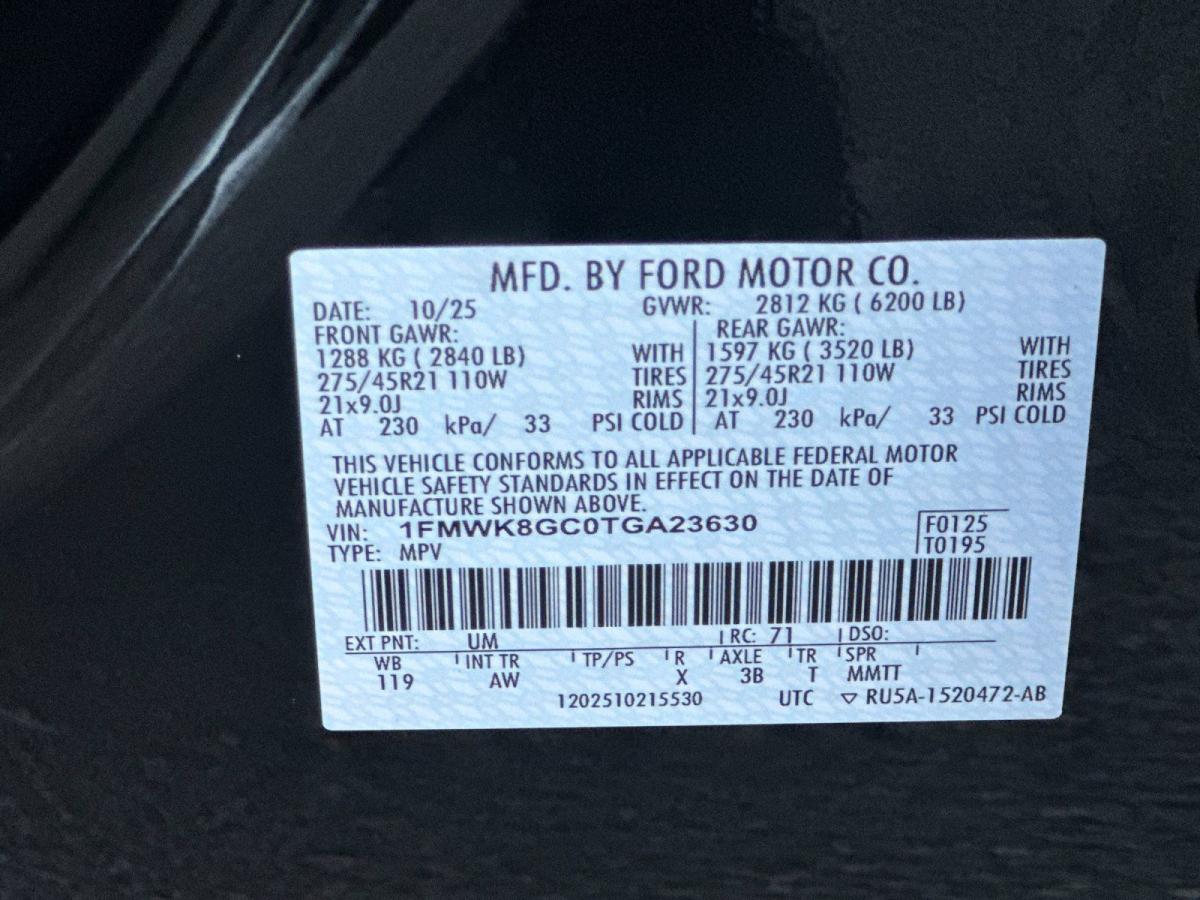 MFD. BY FORD MOTOR CO.
DATE: 10/25 GVWR: 2812 KG ( 6200 LB)
FRONT GAWR: REAR GAWR:
1288 KG ( 2840 LB) WITH 1597 KG ( 3520 LB) WITH
275/45R21 110W TIRES 275/45R21 110W TIRES
21x9.0J RIMS 21x9.0J RIMS
AT 230 kPa/ 33 PSI COLD AT 230 kPa/ 33 PSI COLD
THIS VEHICLE CONFORMS TO ALL APPLICABLE FEDERAL MOTOR
VEHICLE SAFETY STANDARDS IN EFFECT ON THE DATE OF
MANUFACTURE SHOWN ABOVE.
VIN: 1FMWK8GC0TGA23630 F0125
TYPE: MPV T0195
EXT PNT: UM RC: 71 DSO:
WB INT TR TP/PS R AXLE TR SPR
119 AW X 3B T MMTT
1202510215530 UTC ▽ RU5A-1520472-AB